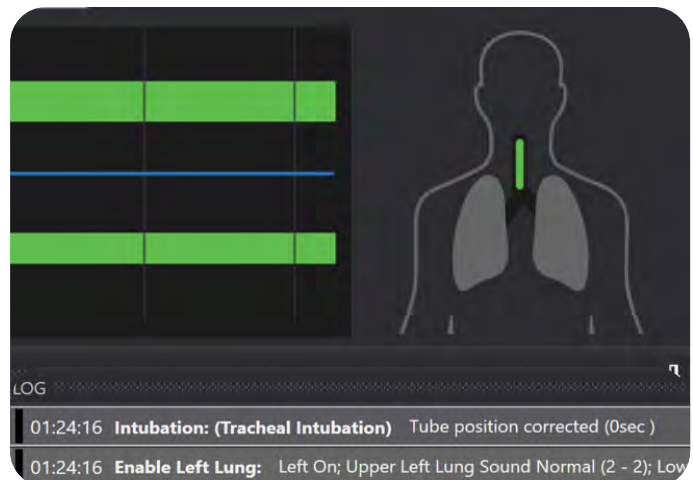 LOG
01:24:16 Intubation: (Tracheal Intubation) Tube position corrected (0sec )
01:24:16 Enable Left Lung: Left On; Upper Left Lung Sound Normal (2 - 2); Low